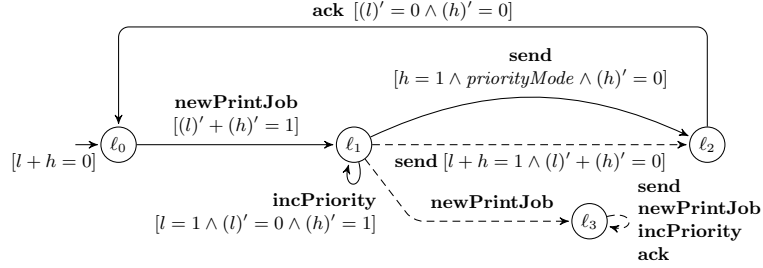 ack [(l)′ = 0 ∧ (h)′ = 0]
send
[h = 1 ∧ priorityMode ∧ (h)′ = 0]
newPrintJob
[(l)′ + (h)′ = 1]
ℓ0
ℓ1
ℓ2
[l + h = 0]
send [l + h = 1 ∧ (l)′ + (h)′ = 0]
incPriority
[l = 1 ∧ (l)′ = 0 ∧ (h)′ = 1]
newPrintJob
ℓ3
send
newPrintJob
incPriority
ack